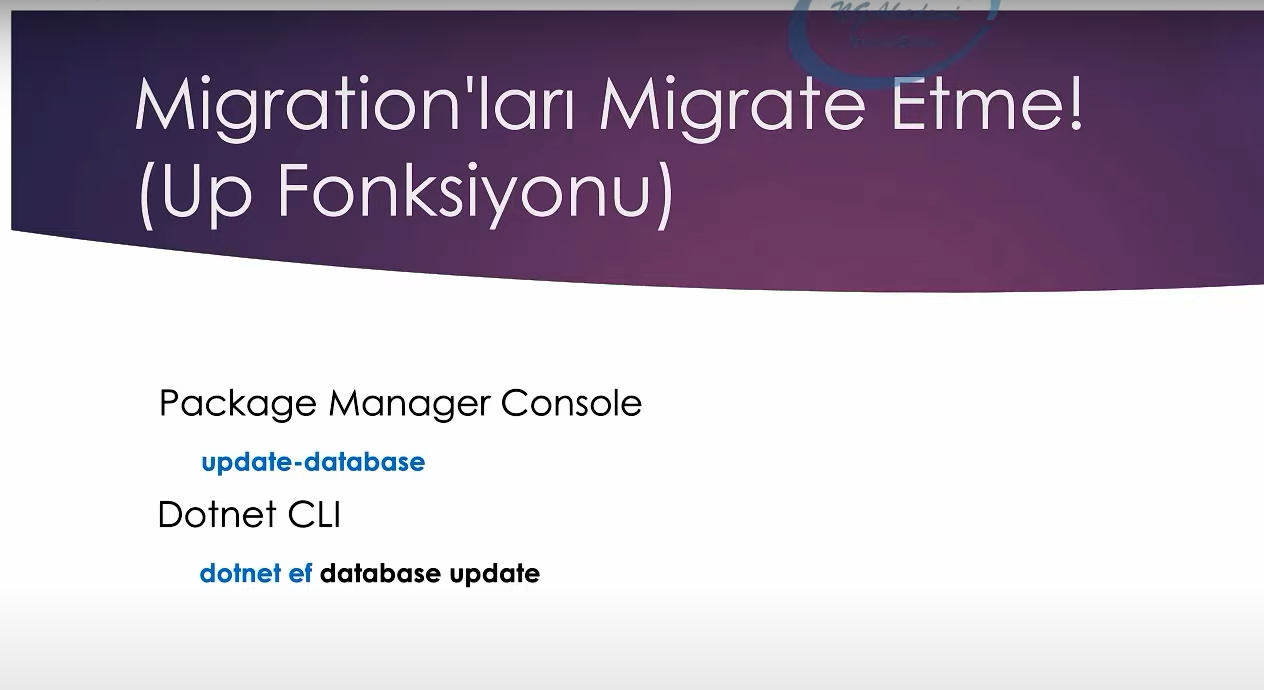 Migration'ları Migrate Etme!
(Up Fonksiyonu)
Package Manager Console
update-database
Dotnet CLI
dotnet ef database update